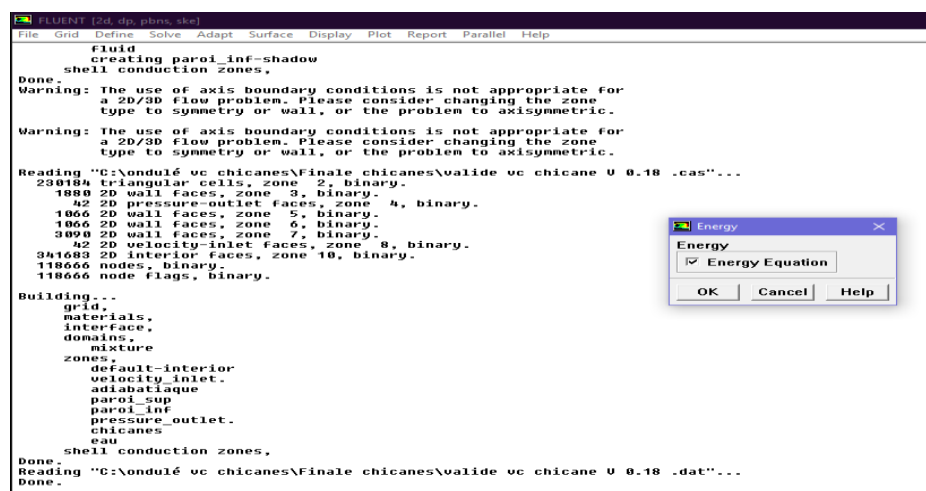 FLUENT [2d, dp, pbns, ske]
File Grid Define Solve Adapt Surface Display Plot Report Parallel Help
fluid
creating paroi_inf-shadow
shell conduction zones,
Done.
Warning: The use of axis boundary conditions is not appropriate for
a 2D/3D flow problem. Please consider changing the zone
type to symmetry or wall, or the problem to axisymmetric.
Warning: The use of axis boundary conditions is not appropriate for
a 2D/3D flow problem. Please consider changing the zone
type to symmetry or wall, or the problem to axisymmetric.
Reading "C:\ondulé vc chicanes\Finale chicanes\valide vc chicane V 0.18 .cas"...
230184 triangular cells, zone 2, binary.
1880 2D wall faces, zone 3, binary.
42 2D pressure-outlet faces, zone 4, binary.
1066 2D wall faces, zone 5, binary.
1066 2D wall faces, zone 6, binary.
3090 2D wall faces, zone 7, binary.
42 2D velocity-inlet faces, zone 8, binary.
341683 2D interior faces, zone 10, binary.
118666 nodes, binary.
118666 node flags, binary.
Building...
grid,
materials,
interface,
domains,
mixture
zones,
default-interior
velocity_inlet.
adiabatiaque
paroi_sup
paroi_inf
pressure_outlet.
chicanes
eau
shell conduction zones,
Done.
Reading "C:\ondulé vc chicanes\Finale chicanes\valide vc chicane V 0.18 .dat"...
Done.
Energy
Energy
Energy Equation
OK Cancel Help